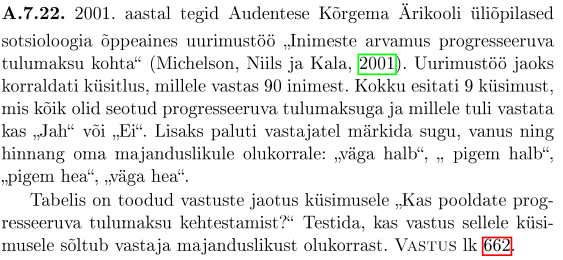 A.7.22. 2001. aastal tegid Audentese Kõrgema Ärikooli üliõpilased
sotsioloogia õppeaines uurimustöö „Inimeste arvamus progresseeruva
tulumaksu kohta“ (Michelson, Niils ja Kala, 2001). Uurimustöö jaoks
korraldati küsitlus, millele vastas 90 inimest. Kokku esitati 9 küsimust,
mis kõik olid seotud progresseeruva tulumaksuga ja millele tuli vastata
kas „Jah“ või „Ei“. Lisaks paluti vastajatel märkida sugu, vanus ning
hinnang oma majanduslikule olukorrale: „väga halb“, „ pigem halb“,
„pigem hea“, „väga hea“.
Tabelis on toodud vastuste jaotus küsimusele „Kas pooldate prog-
resseeruva tulumaksu kehtestamist?“ Testida, kas vastus sellele küsi-
musele sõltub vastaja majanduslikust olukorrast. VASTUS lk 662.